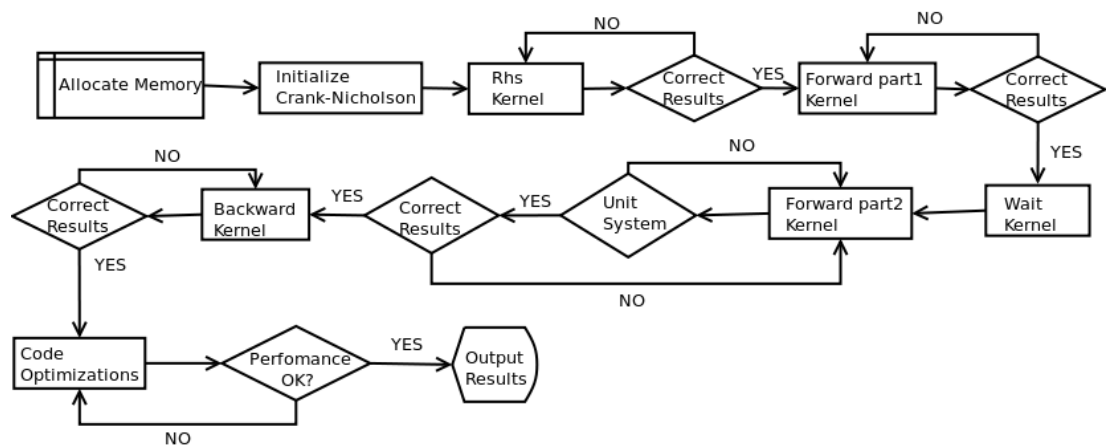 NO
NO
Allocate Memory
Initialize
Crank-Nicholson
Rhs
Kernel
Correct
Results
YES
Forward part1
Kernel
Correct
Results
YES
NO
NO
Correct
Results
Backward
Kernel
YES
Correct
Results
YES
Unit
System
Forward part2
Kernel
Wait
Kernel
YES
NO
Code
Optimizations
Perfomance
OK?
YES
Output
Results
NO